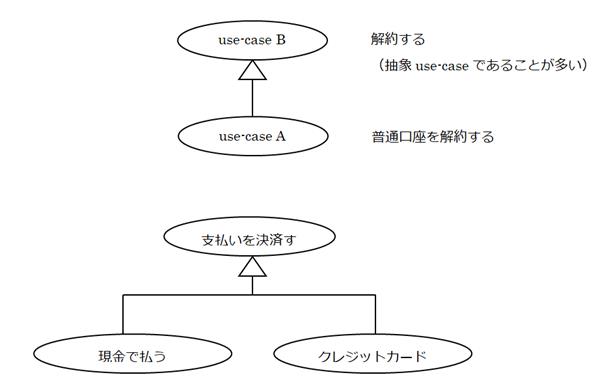 use-case B
解約する
（抽象 use-case であることが多い）
use-case A
普通口座を解約する
支払いを決済す
現金で払う
クレジットカード